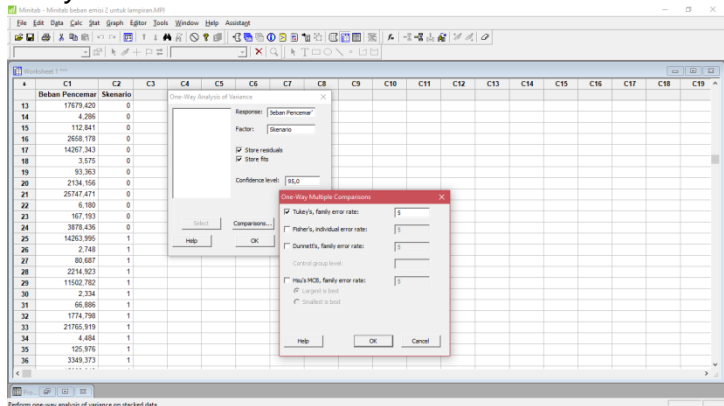 Minitab - Minitab beban emisi 2 untuk lampiran.MPJ
File Edit Data Calc Stat Graph Editor Tools Window Help Assistant
Worksheet 1 ***
C1 C2 C3 C4 C5 C6 C7 C8 C9 C10 C11 C12 C13 C14 C15 C16 C17 C18 C19
Beban Pencemar Skenario
13 17679,420 0
14 4,286 0
15 112,841 0
16 2658,178 0
17 14267,343 0
18 3,575 0
19 93,363 0
20 2134,156 0
21 25747,471 0
22 6,180 0
23 167,193 0
24 3878,436 0
25 14263,995 1
26 2,748 1
27 80,687 1
28 2214,923 1
29 11502,782 1
30 2,334 1
31 66,886 1
32 1774,798 1
33 21765,919 1
34 4,484 1
35 125,976 1
36 3349,373 1
One-Way Analysis of Variance
Response: Beban Pencemar'
Factor: Skenario
Store residuals
Store fits
Confidence level: 95,0
Select Comparisons...
Help OK
One-Way Multiple Comparisons
Tukey's, family error rate: 5
Fisher's, individual error rate: 5
Dunnett's, family error rate: 5
Control group level:
Hsu's MCB, family error rate: 5
Largest is best
Smallest is best
Help OK Cancel
Pro...
Perform one-way analysis of variance on stacked data